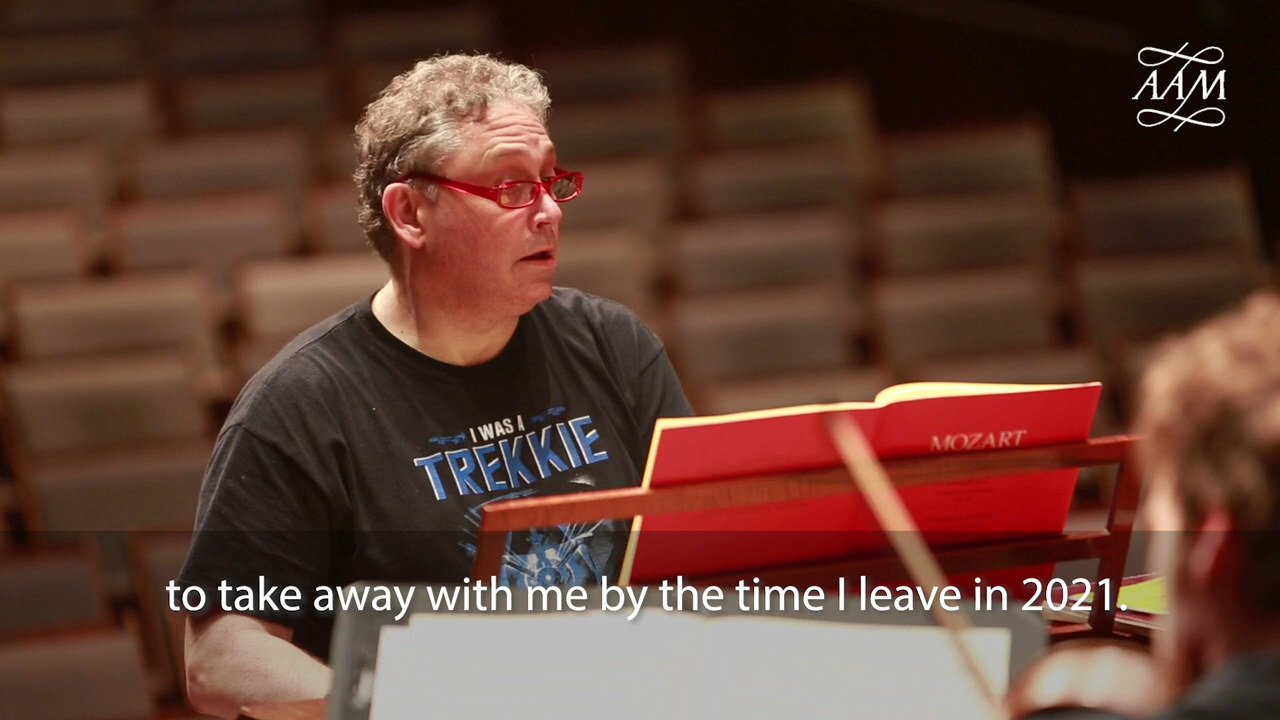 AAM
I WAS A
TREKKIE
MOZART
to take away with me by the time I leave in 2021.